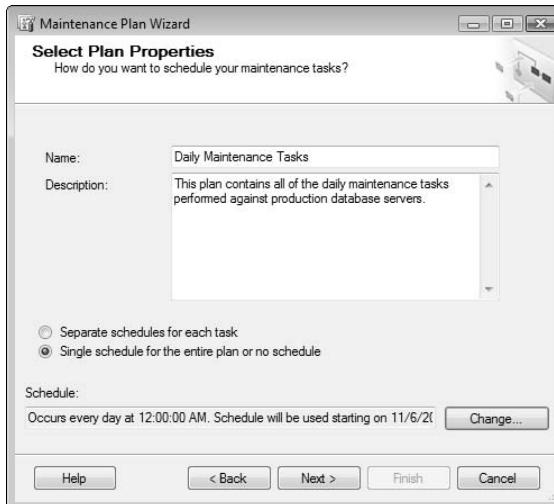 Maintenance Plan Wizard
Select Plan Properties
How do you want to schedule your maintenance tasks?
Name:
Daily Maintenance Tasks
Description:
This plan contains all of the daily maintenance tasks
performed against production database servers.
Separate schedules for each task
Single schedule for the entire plan or no schedule
Schedule:
Occurs every day at 12:00:00 AM. Schedule will be used starting on 11/6/20
Change...
Help
< Back
Next >
Finish
Cancel